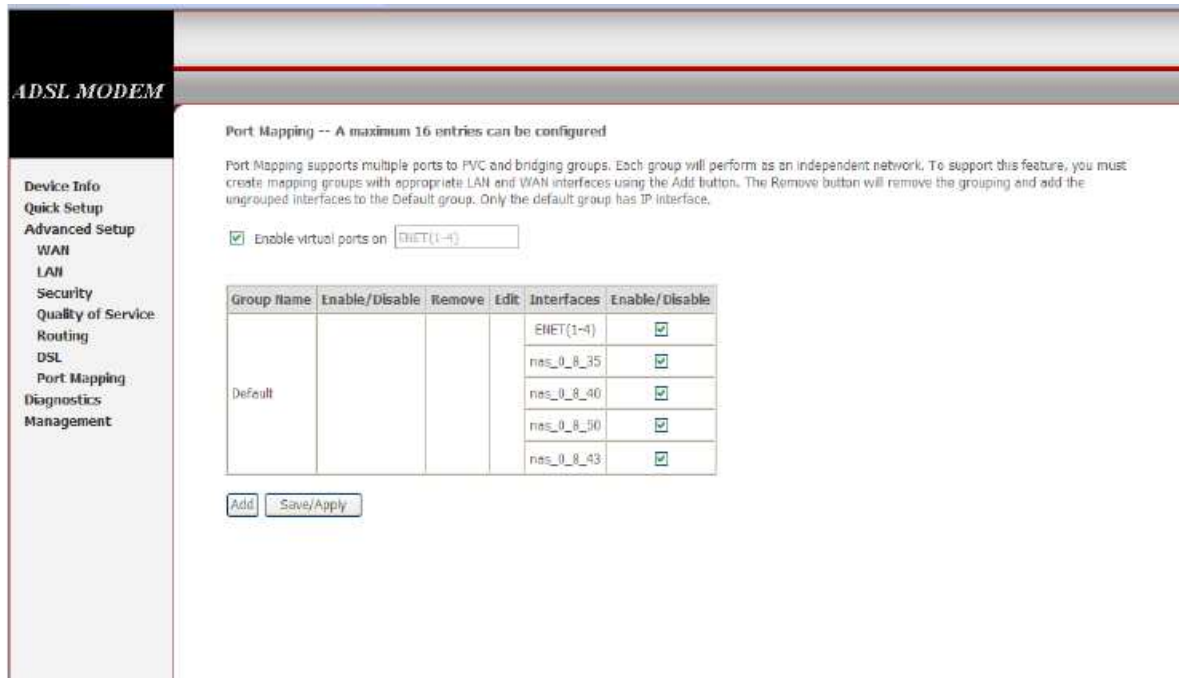 ADSL MODEM
Device Info
Quick Setup
Advanced Setup
WAN
LAN
Security
Quality of Service
Routing
DSL
Port Mapping
Diagnostics
Management
Port Mapping -- A maximum 16 entries can be configured
Port Mapping supports multiple ports to PVC and bridging groups. Each group will perform as an independent network. To support this feature, you must
create mapping groups with appropriate LAN and WAN interfaces using the Add button. The Remove button will remove the grouping and add the
ungrouped interfaces to the Default group. Only the default group has IP interface.
Enable virtual ports on ENET(1-4)
Group Name Enable/Disable Remove Edit Interfaces Enable/Disable
Default
ENET(1-4)
nas_0_8_35
nas_0_8_40
nas_0_8_50
nas_0_8_43
Add Save/Apply